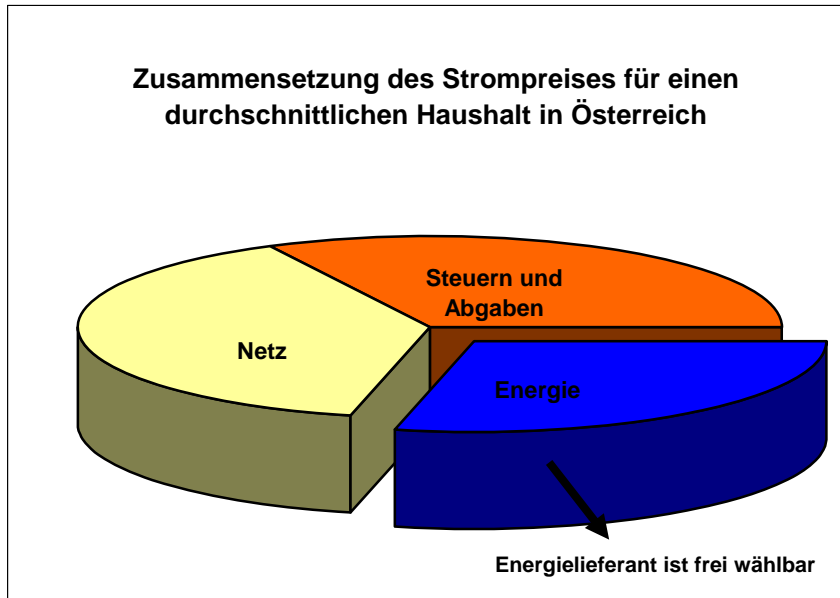 Zusammensetzung des Strompreises für einen
durchschnittlichen Haushalt in Österreich
Steuern und
Abgaben
Netz
Energie
Energielieferant ist frei wählbar